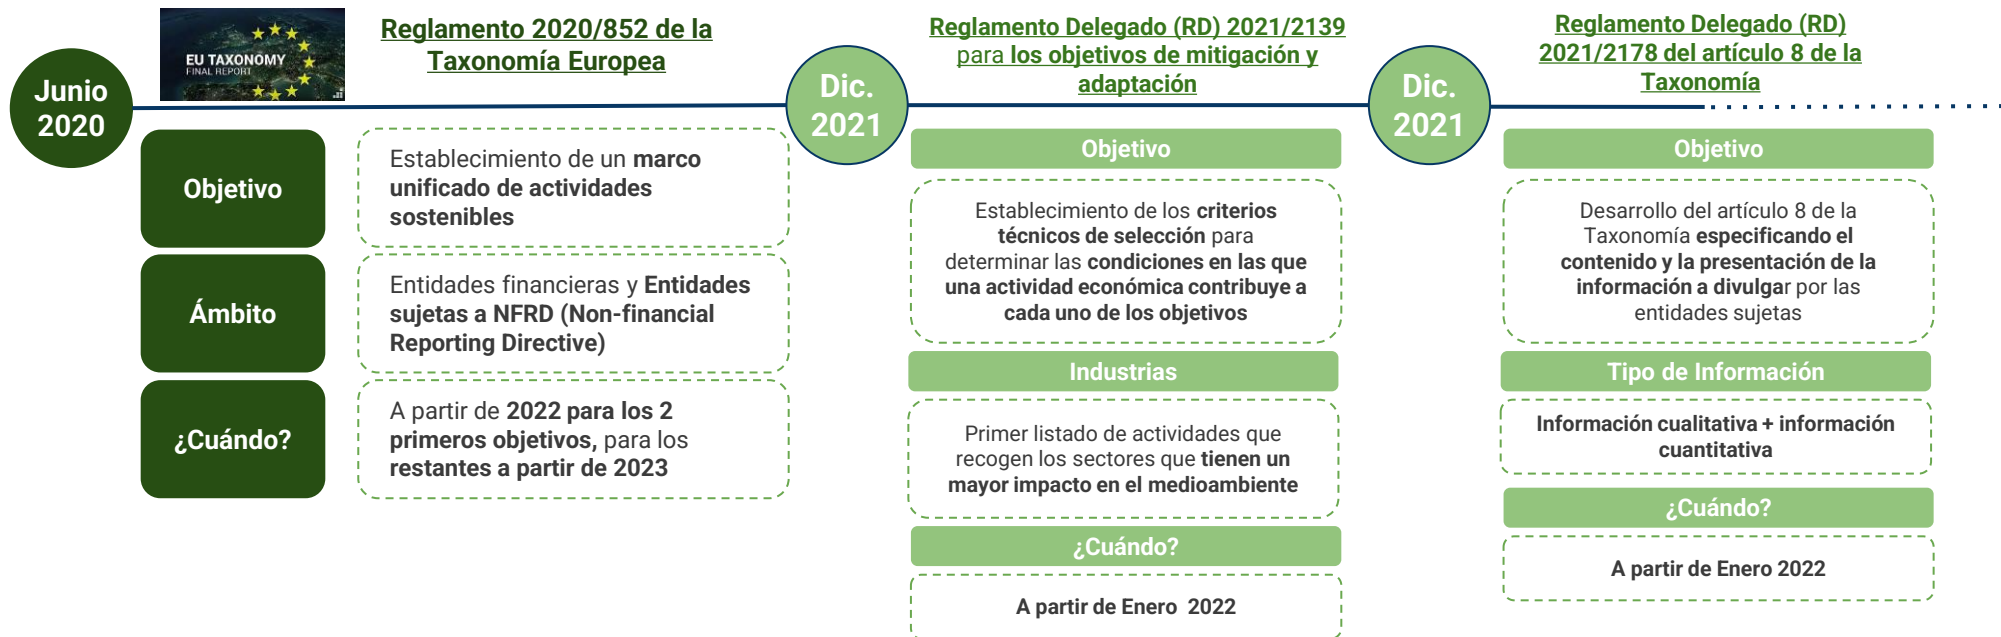 Junio
2020
EU TAXONOMY
FINAL REPORT
Reglamento 2020/852 de la
Taxonomía Europea
Objetivo
Establecimiento de un marco
unificado de actividades
sostenibles
Ámbito
Entidades financieras y Entidades
sujetas a NFRD (Non-financial
Reporting Directive)
¿Cuándo?
A partir de 2022 para los 2
primeros objetivos, para los
restantes a partir de 2023
Dic.
2021
Reglamento Delegado (RD) 2021/2139
para los objetivos de mitigación y
adaptación
Objetivo
Establecimiento de los criterios
técnicos de selección para
determinar las condiciones en las que
una actividad económica contribuye a
cada uno de los objetivos
Industrias
Primer listado de actividades que
recogen los sectores que tienen un
mayor impacto en el medioambiente
¿Cuándo?
A partir de Enero 2022
Dic.
2021
Reglamento Delegado (RD)
2021/2178 del artículo 8 de la
Taxonomía
Objetivo
Desarrollo del artículo 8 de la
Taxonomía especificando el
contenido y la presentación de la
información a divulgar por las
entidades sujetas
Tipo de Información
Información cualitativa + información
cuantitativa
¿Cuándo?
A partir de Enero 2022